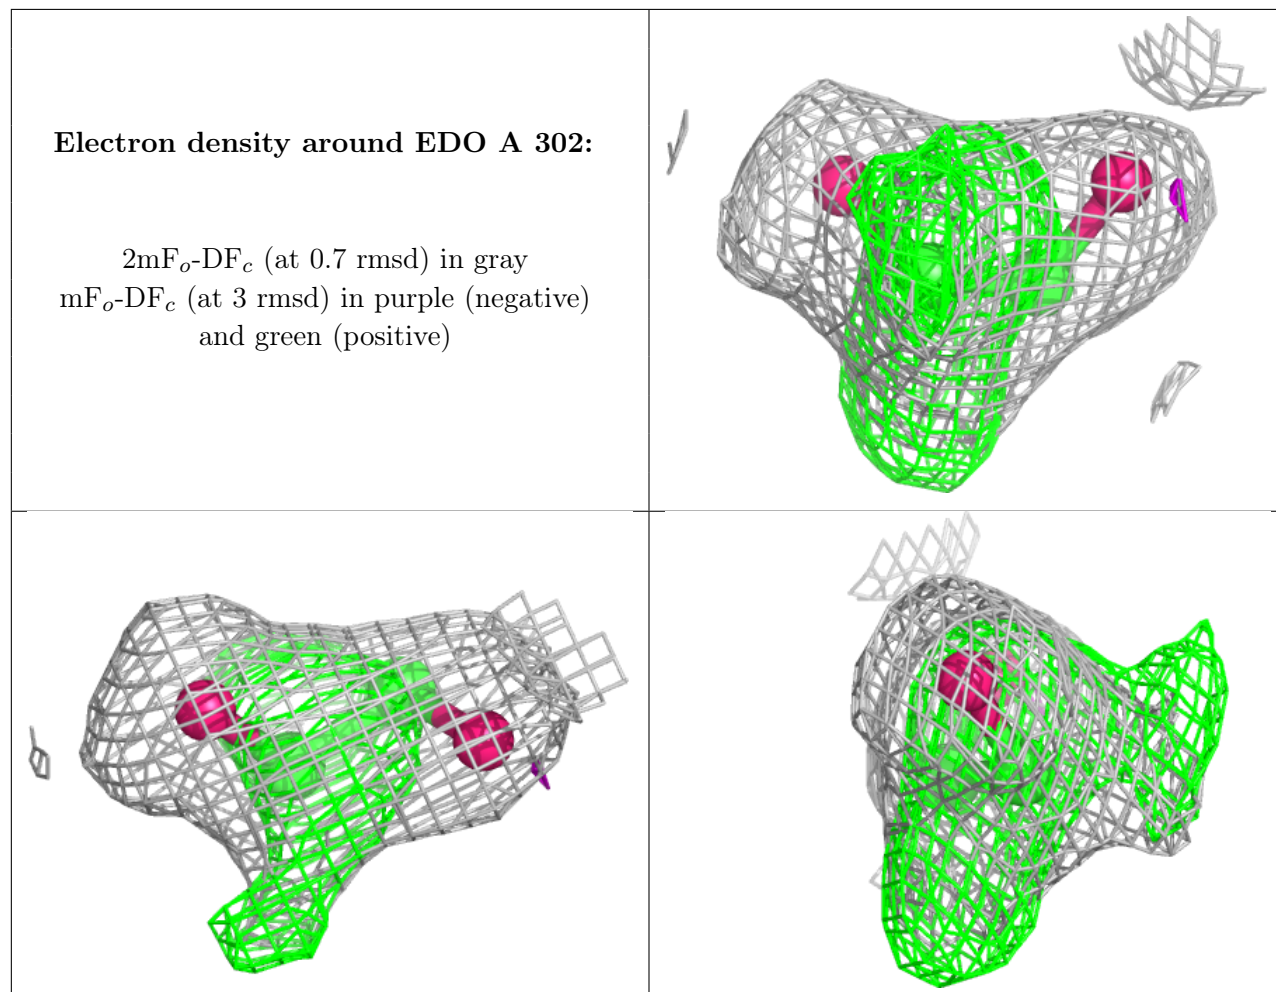 Electron density around EDO A 302:
2mFₒ-DF𝑐 (at 0.7 rmsd) in gray
mFₒ-DF𝑐 (at 3 rmsd) in purple (negative)
and green (positive)